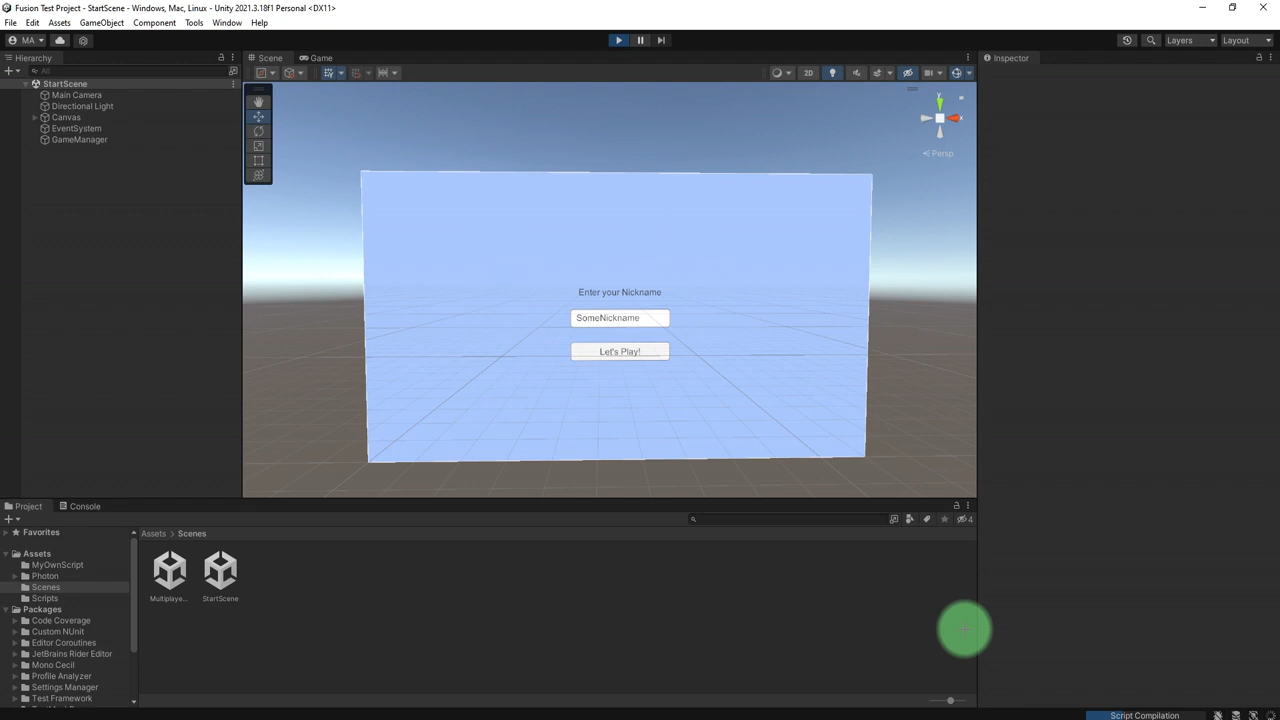 Fusion Test Project - StartScene - Windows, Mac, Linux - Unity 2021.3.18f1 Personal <DX11>
File Edit Assets GameObject Component Tools Window Help
MA Layers Layout
Hierarchy
All
StartScene
Main Camera
Directional Light
Canvas
EventSystem
GameManager
Scene Game
2D
y
x
Persp
Enter your Nickname
SomeNickname
Let's Play!
Inspector
Project Console
4
Favorites
Assets
MyOwnScript
Photon
Scenes
Scripts
Packages
Code Coverage
Custom NUnit
Editor Coroutines
JetBrains Rider Editor
Mono Cecil
Profile Analyzer
Settings Manager
Test Framework
Assets > Scenes
Multiplaye... StartScene
Script Compilation